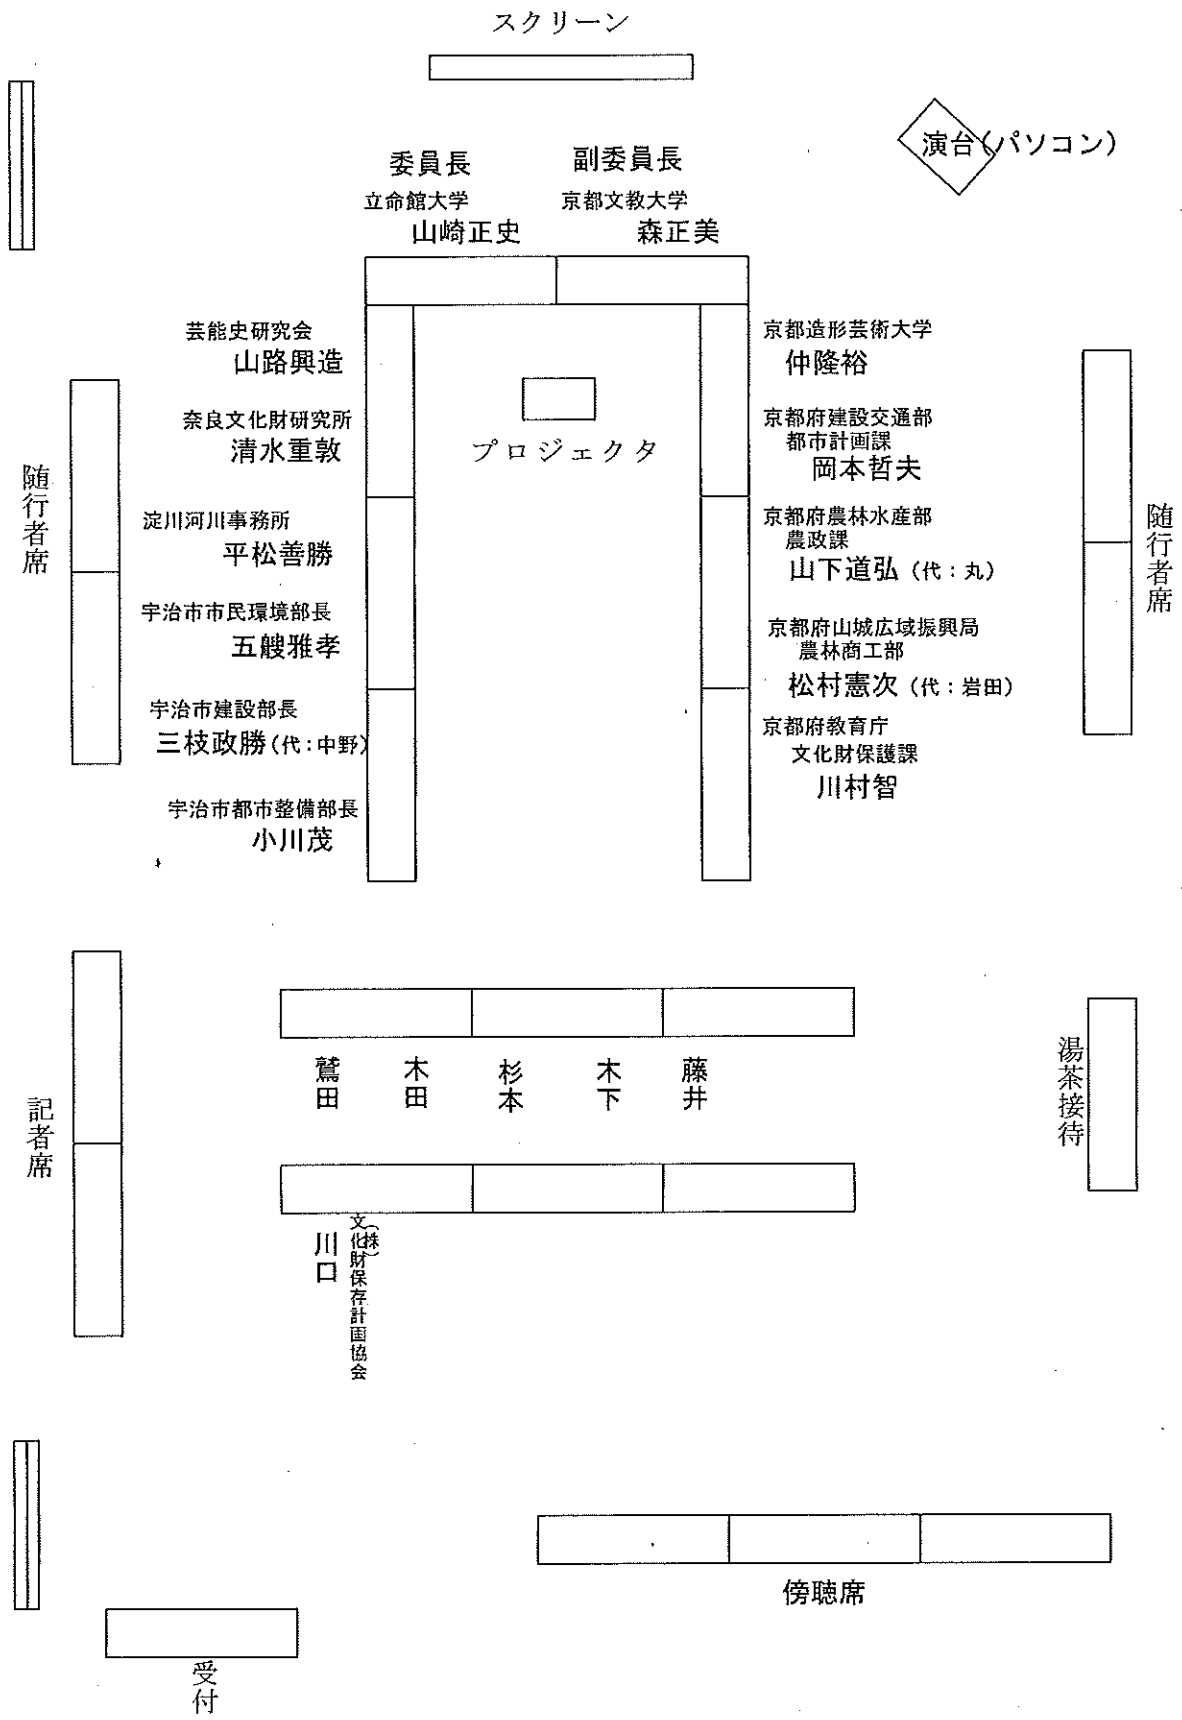 スクリーン
演台(パソコン)
委員長
立命館大学
山崎正史
副委員長
京都文教大学
森正美
芸能史研究会
山路興造
奈良文化財研究所
清水重敦
淀川河川事務所
平松善勝
宇治市市民環境部長
五艘雅孝
宇治市建設部長
三枝政勝(代:中野)
宇治市都市整備部長
小川茂
プロジェクタ
京都造形芸術大学
仲隆裕
京都府建設交通部
都市計画課
岡本哲夫
京都府農林水産部
農政課
山下道弘(代:丸)
京都府山城広域振興局
農林商工部
松村憲次(代:岩田)
京都府教育庁
文化財保護課
川村智
随行者席
随行者席
鷲田
木田
杉本
木下
藤井
記者席
湯茶接待
(株)
文化財保存計画協会
川口
傍聴席
受付